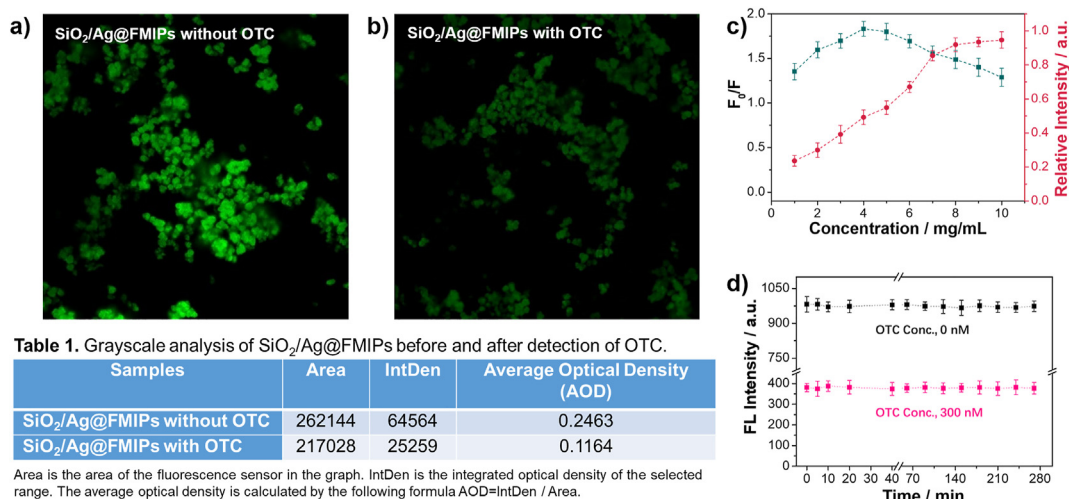 a)
SiO2/Ag@FMIPs without OTC
b)
SiO2/Ag@FMIPs with OTC
c)
2.0
1.5
1.0
0.5
0.0
F0/F
1.0
0.8
0.6
0.4
0.2
0.0
Relative Intensity / a.u.
0 2 4 6 8 10
Concentration / mg/mL
d)
1050
900
750
400
300
200
100
0
FL Intensity / a.u.
OTC Conc., 0 nM
OTC Conc., 300 nM
0 10 20 30 40 70 140 210 280
Time / min
Table 1. Grayscale analysis of SiO2/Ag@FMIPs before and after detection of OTC.
Samples Area IntDen Average Optical Density
(AOD)
SiO2/Ag@FMIPs without OTC 262144 64564 0.2463
SiO2/Ag@FMIPs with OTC 217028 25259 0.1164
Area is the area of the fluorescence sensor in the graph. IntDen is the integrated optical density of the selected
range. The average optical density is calculated by the following formula AOD=IntDen / Area.